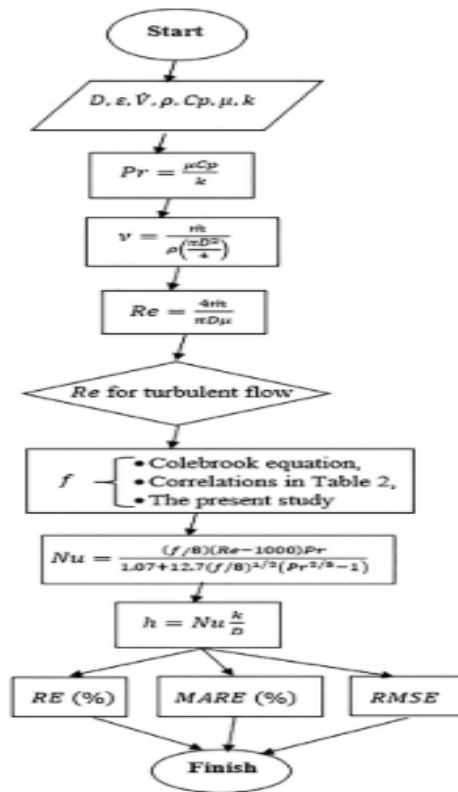 Start
D, ε, V̇, ρ, Cp, μ, k
Pr = μCp / k
v = ṁ / ρ(πD²/4)
Re = 4ṁ / πDμ
Re for turbulent flow
f { • Colebrook equation,
• Correlations in Table 2,
• The present study
Nu = (f/8)(Re−1000)Pr / 1.07+12.7(f/8)^1/2(Pr^2/3−1)
h = Nu k/D
RE (%) MARE (%) RMSE
Finish